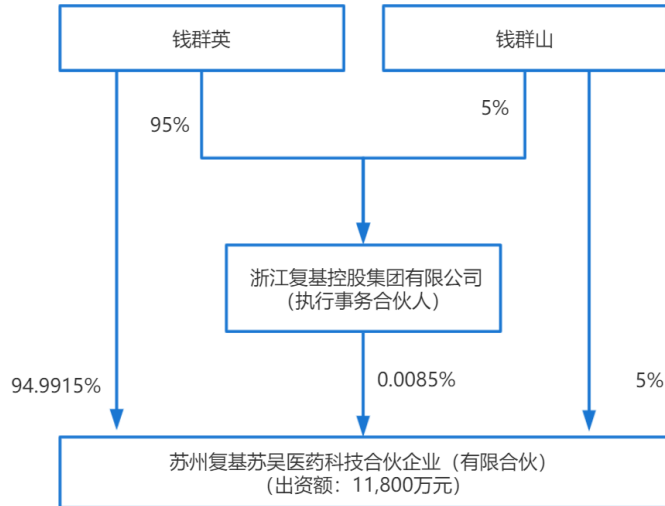 钱群英
钱群山
95%
5%
浙江复基控股集团有限公司
（执行事务合伙人）
94.9915%
0.0085%
5%
苏州复基苏吴医药科技合伙企业（有限合伙）
（出资额：11,800万元）